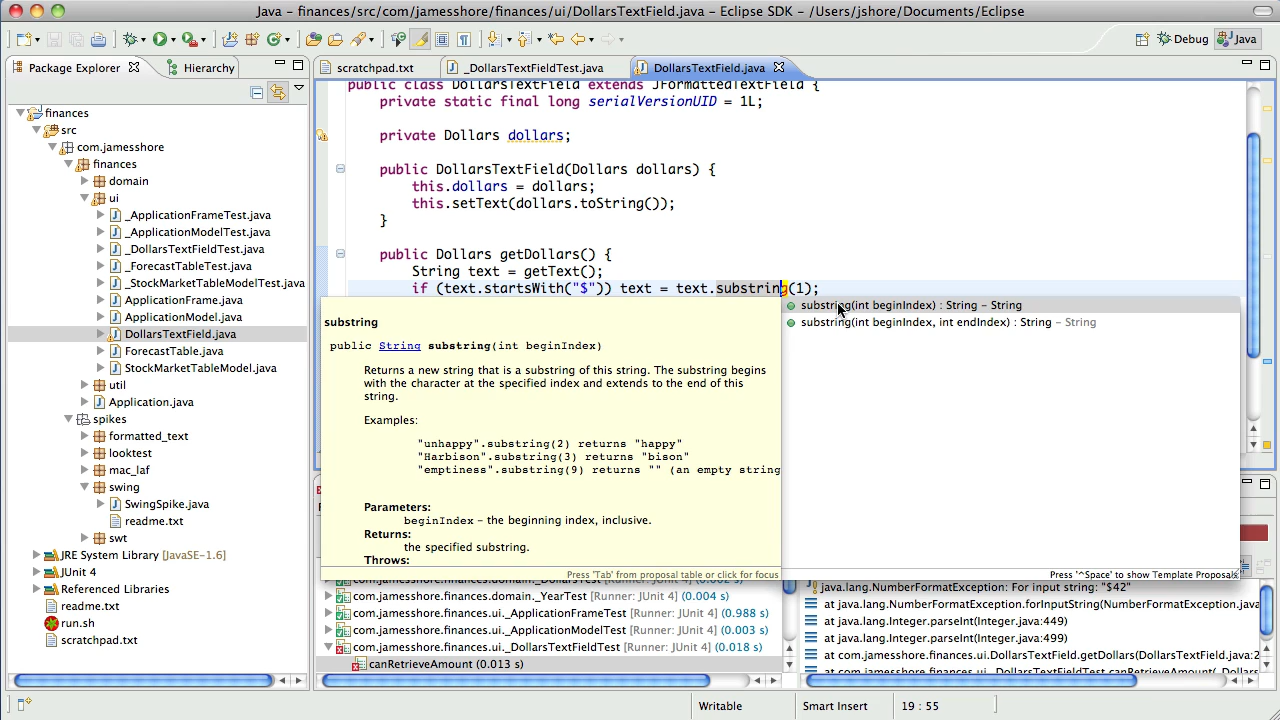 Java – finances/src/com/jamesshore/finances/ui/DollarsTextField.java – Eclipse SDK – /Users/jshore/Documents/Eclipse
Debug
Java
Package Explorer
Hierarchy
finances
src
com.jamesshore
finances
domain
ui
_ApplicationFrameTest.java
_ApplicationModelTest.java
_DollarsTextFieldTest.java
_ForecastTableTest.java
_StockMarketTableModelTest.java
ApplicationFrame.java
ApplicationModel.java
DollarsTextField.java
ForecastTable.java
StockMarketTableModel.java
util
Application.java
spikes
formatted_text
looktest
mac_laf
swing
SwingSpike.java
readme.txt
swt
JRE System Library [JavaSE-1.6]
JUnit 4
Referenced Libraries
readme.txt
run.sh
scratchpad.txt
scratchpad.txt
_DollarsTextFieldTest.java
DollarsTextField.java
public class DollarsTextField extends JFormattedTextField {
private static final long serialVersionUID = 1L;
private Dollars dollars;
public DollarsTextField(Dollars dollars) {
this.dollars = dollars;
this.setText(dollars.toString());
}
public Dollars getDollars() {
String text = getText();
if (text.startsWith("$")) text = text.substring(1);
substring
public String substring(int beginIndex)
Returns a new string that is a substring of this string. The substring begins
with the character at the specified index and extends to the end of this
string.
Examples:
"unhappy".substring(2) returns "happy"
"Harbison".substring(3) returns "bison"
"emptiness".substring(9) returns "" (an empty string
Parameters:
beginIndex – the beginning index, inclusive.
Returns:
the specified substring.
Throws:
Press 'Tab' from proposal table or click for focus
substring(int beginIndex) : String – String
substring(int beginIndex, int endIndex) : String – String
Press '^Space' to show Template Proposals
com.jamesshore.finances.domain._YearTest [Runner: JUnit 4] (0.004 s)
com.jamesshore.finances.ui._ApplicationFrameTest [Runner: JUnit 4] (0.988 s)
com.jamesshore.finances.ui._ApplicationModelTest [Runner: JUnit 4] (0.003 s)
com.jamesshore.finances.ui._DollarsTextFieldTest [Runner: JUnit 4] (0.018 s)
canRetrieveAmount (0.013 s)
java.lang.NumberFormatException: For input string: "$42"
at java.lang.NumberFormatException.forInputString(NumberFormatException.java
at java.lang.Integer.parseInt(Integer.java:449)
at java.lang.Integer.parseInt(Integer.java:499)
at com.jamesshore.finances.ui.DollarsTextField.getDollars(DollarsTextField.java:2
Writable
Smart Insert
19 : 55